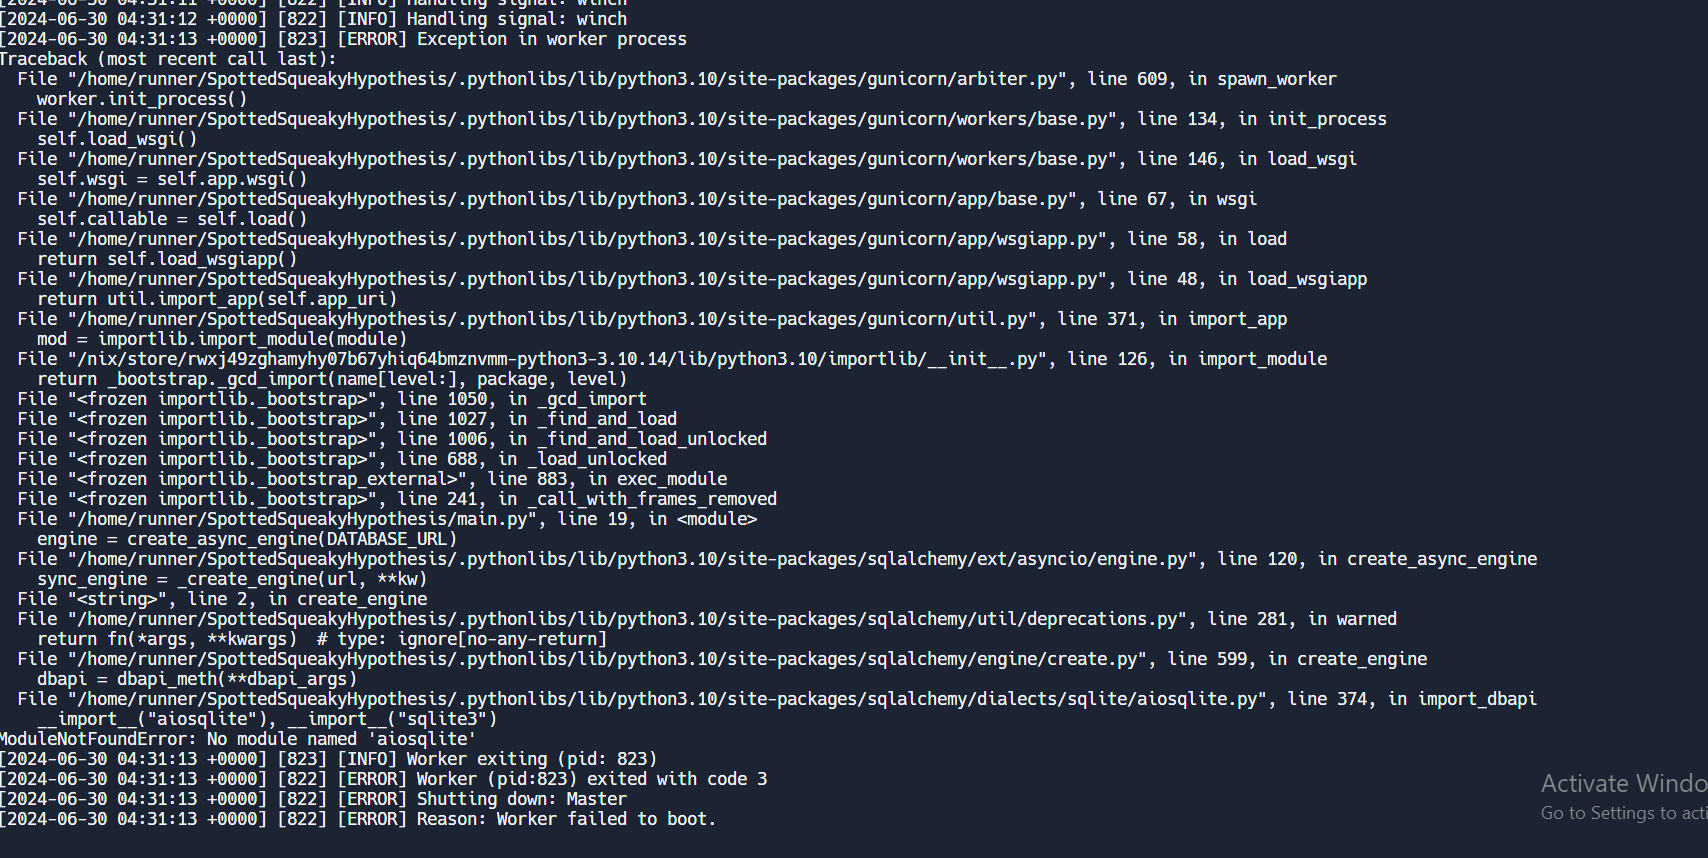 [2024-06-30 04:31:11 +0000] [822] [INFO] Handling signal: winch
[2024-06-30 04:31:12 +0000] [822] [INFO] Handling signal: winch
[2024-06-30 04:31:13 +0000] [823] [ERROR] Exception in worker process
Traceback (most recent call last):
  File "/home/runner/SpottedSqueakyHypothesis/.pythonlibs/lib/python3.10/site-packages/gunicorn/arbiter.py", line 609, in spawn_worker
    worker.init_process()
  File "/home/runner/SpottedSqueakyHypothesis/.pythonlibs/lib/python3.10/site-packages/gunicorn/workers/base.py", line 134, in init_process
    self.load_wsgi()
  File "/home/runner/SpottedSqueakyHypothesis/.pythonlibs/lib/python3.10/site-packages/gunicorn/workers/base.py", line 146, in load_wsgi
    self.wsgi = self.app.wsgi()
  File "/home/runner/SpottedSqueakyHypothesis/.pythonlibs/lib/python3.10/site-packages/gunicorn/app/base.py", line 67, in wsgi
    self.callable = self.load()
  File "/home/runner/SpottedSqueakyHypothesis/.pythonlibs/lib/python3.10/site-packages/gunicorn/app/wsgiapp.py", line 58, in load
    return self.load_wsgiapp()
  File "/home/runner/SpottedSqueakyHypothesis/.pythonlibs/lib/python3.10/site-packages/gunicorn/app/wsgiapp.py", line 48, in load_wsgiapp
    return util.import_app(self.app_uri)
  File "/home/runner/SpottedSqueakyHypothesis/.pythonlibs/lib/python3.10/site-packages/gunicorn/util.py", line 371, in import_app
    mod = importlib.import_module(module)
  File "/nix/store/rwxj49zghamyhy07b67yhiq64bmznvmm-python3-3.10.14/lib/python3.10/importlib/__init__.py", line 126, in import_module
    return _bootstrap._gcd_import(name[level:], package, level)
  File "<frozen importlib._bootstrap>", line 1050, in _gcd_import
  File "<frozen importlib._bootstrap>", line 1027, in _find_and_load
  File "<frozen importlib._bootstrap>", line 1006, in _find_and_load_unlocked
  File "<frozen importlib._bootstrap>", line 688, in _load_unlocked
  File "<frozen importlib._bootstrap_external>", line 883, in exec_module
  File "<frozen importlib._bootstrap>", line 241, in _call_with_frames_removed
  File "/home/runner/SpottedSqueakyHypothesis/main.py", line 19, in <module>
    engine = create_async_engine(DATABASE_URL)
  File "/home/runner/SpottedSqueakyHypothesis/.pythonlibs/lib/python3.10/site-packages/sqlalchemy/ext/asyncio/engine.py", line 120, in create_async_engine
    sync_engine = _create_engine(url, **kw)
  File "<string>", line 2, in create_engine
  File "/home/runner/SpottedSqueakyHypothesis/.pythonlibs/lib/python3.10/site-packages/sqlalchemy/util/deprecations.py", line 281, in warned
    return fn(*args, **kwargs)  # type: ignore[no-any-return]
  File "/home/runner/SpottedSqueakyHypothesis/.pythonlibs/lib/python3.10/site-packages/sqlalchemy/engine/create.py", line 599, in create_engine
    dbapi = dbapi_meth(**dbapi_args)
  File "/home/runner/SpottedSqueakyHypothesis/.pythonlibs/lib/python3.10/site-packages/sqlalchemy/dialects/sqlite/aiosqlite.py", line 374, in import_dbapi
    __import__("aiosqlite"), __import__("sqlite3")
ModuleNotFoundError: No module named 'aiosqlite'
[2024-06-30 04:31:13 +0000] [823] [INFO] Worker exiting (pid: 823)
[2024-06-30 04:31:13 +0000] [822] [ERROR] Worker (pid:823) exited with code 3
[2024-06-30 04:31:13 +0000] [822] [ERROR] Shutting down: Master
[2024-06-30 04:31:13 +0000] [822] [ERROR] Reason: Worker failed to boot.
Activate Windo
Go to Settings to acti